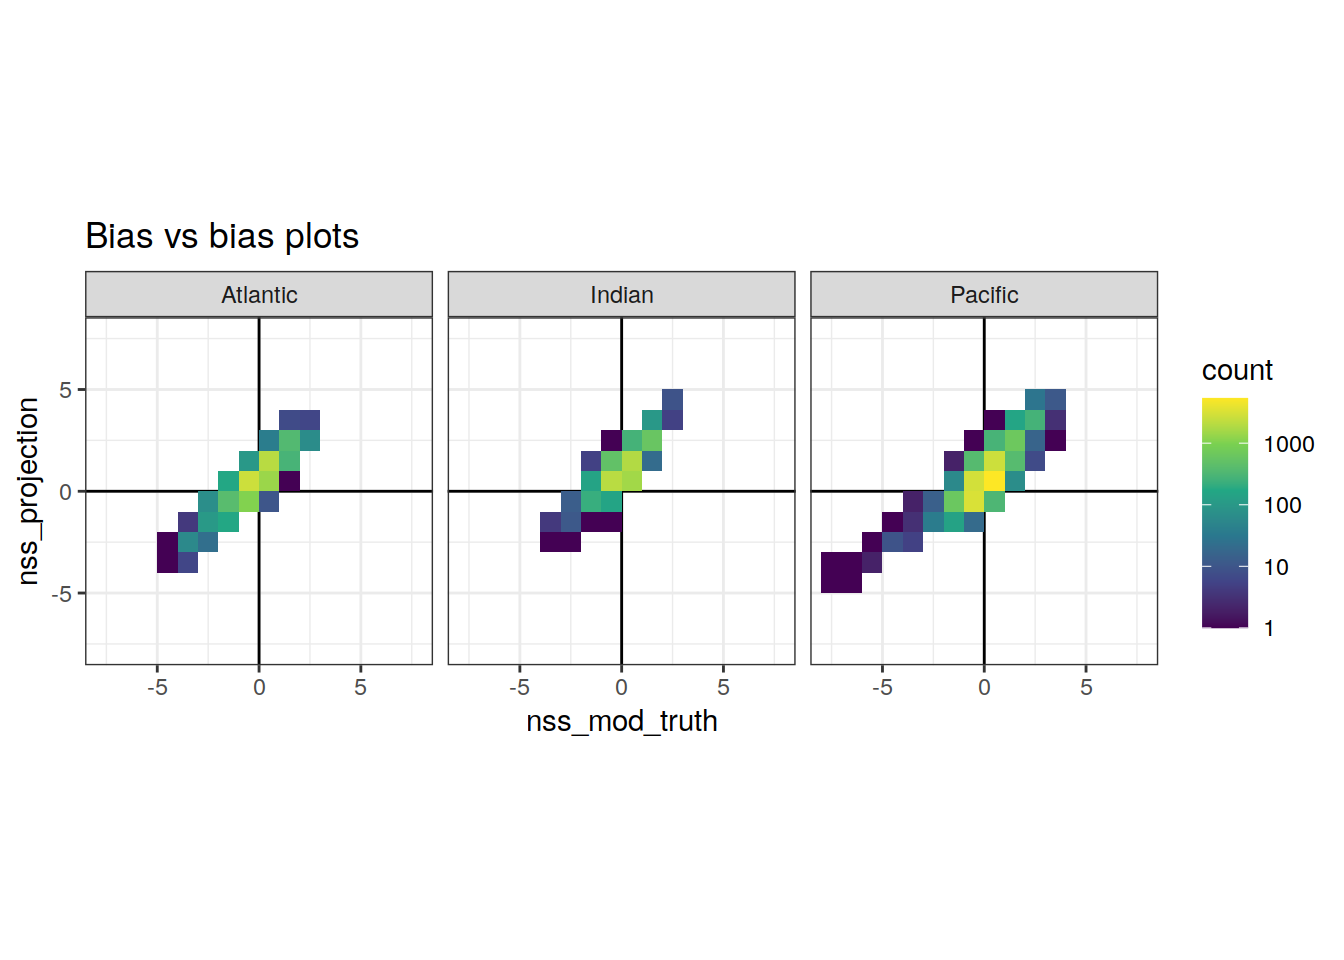 Bias vs bias plots
Atlantic
Indian
Pacific
nss_projection
5
0
-5
-5
0
5
-5
0
5
-5
0
5
nss_mod_truth
count
1000
100
10
1